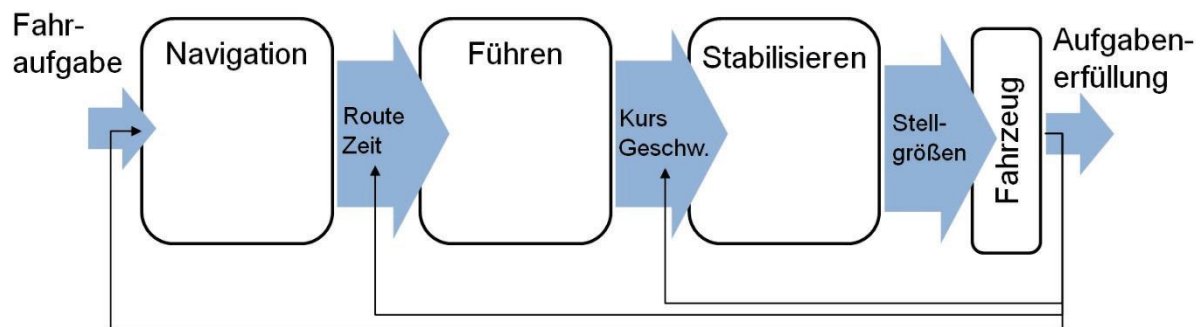 Fahr-
aufgabe
Navigation
Route
Zeit
Führen
Kurs
Geschw.
Stabilisieren
Stell-
größen
Fahrzeug
Aufgaben-
erfüllung